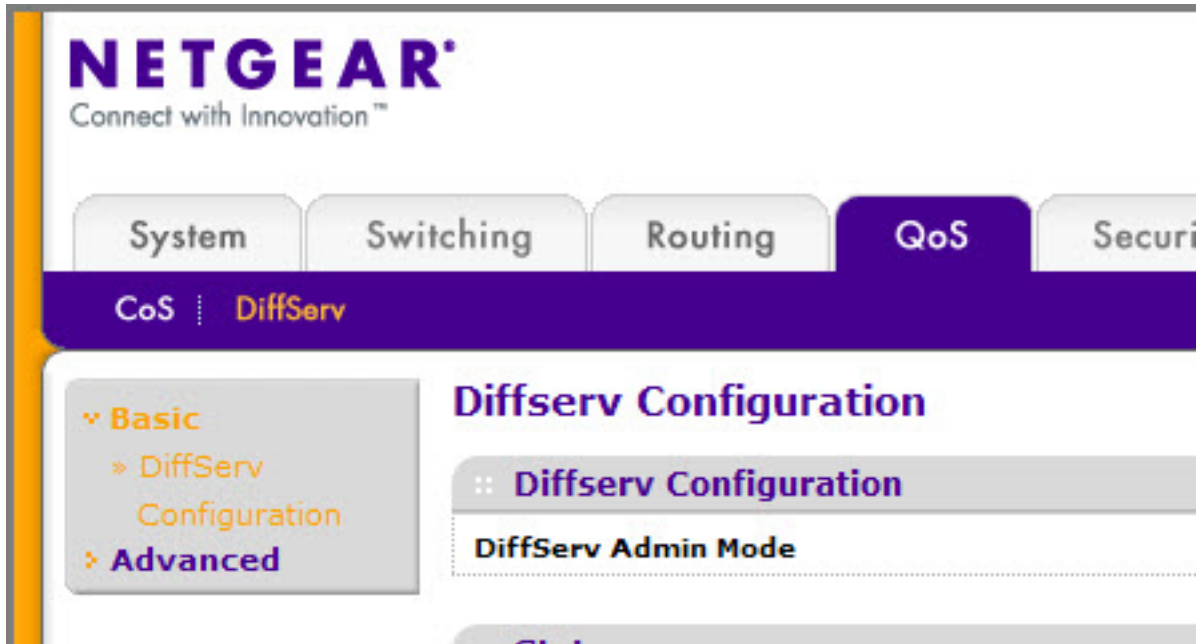 NETGEAR®
Connect with Innovation™
System Switching Routing QoS Securi
CoS DiffServ
Basic
» DiffServ
Configuration
Advanced
Diffserv Configuration
Diffserv Configuration
DiffServ Admin Mode